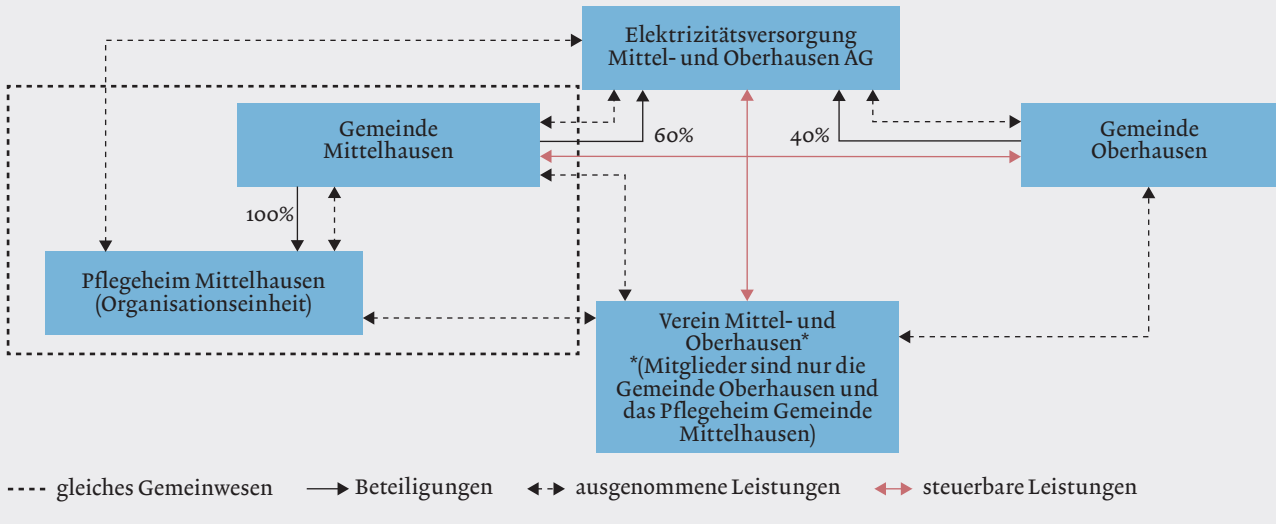 Elektrizitätsversorgung
Mittel- und Oberhausen AG
Gemeinde
Mittelhausen
60%
40%
Gemeinde
Oberhausen
100%
Pflegeheim Mittelhausen
(Organisationseinheit)
Verein Mittel- und
Oberhausen*
*(Mitglieder sind nur die
Gemeinde Oberhausen und
das Pflegeheim Gemeinde
Mittelhausen)
gleiches Gemeinwesen
Beteiligungen
ausgenommene Leistungen
steuerbare Leistungen